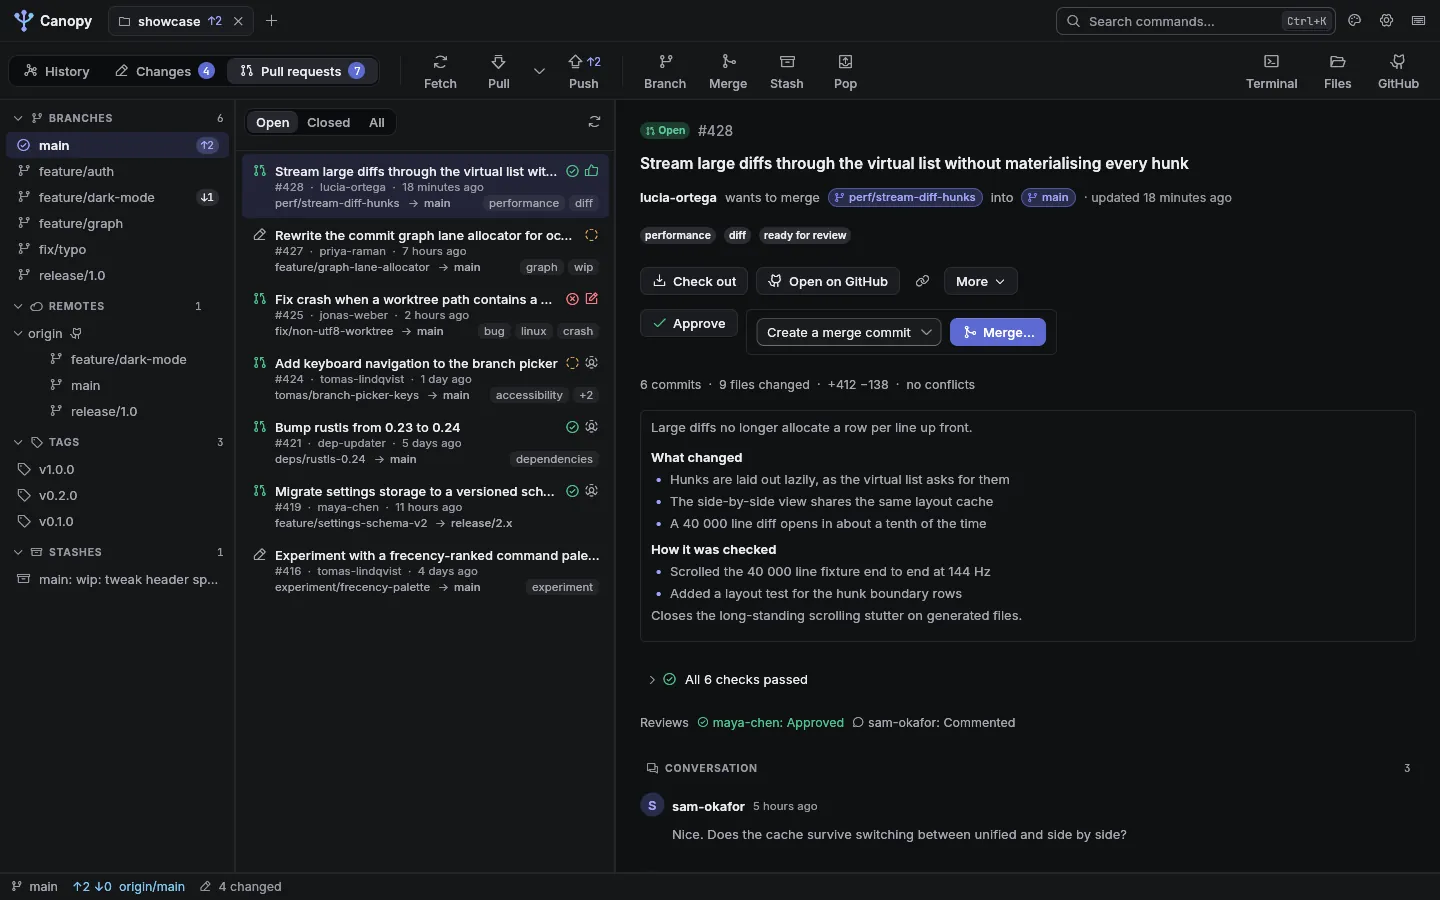 Canopy
showcase ↑2
Search commands... Ctrl+K
History
Changes 4
Pull requests 7
Fetch
Pull
↑2
Push
Branch
Merge
Stash
Pop
Terminal
Files
GitHub
BRANCHES 6
main ↑2
feature/auth
feature/dark-mode ↓1
feature/graph
fix/typo
release/1.0
REMOTES 1
origin
feature/dark-mode
main
release/1.0
TAGS 3
v1.0.0
v0.2.0
v0.1.0
STASHES 1
main: wip: tweak header sp...
Open Closed All
Stream large diffs through the virtual list wit...
#428 · lucia-ortega · 18 minutes ago
perf/stream-diff-hunks → main performance diff
Rewrite the commit graph lane allocator for oc...
#427 · priya-raman · 7 hours ago
feature/graph-lane-allocator → main graph wip
Fix crash when a worktree path contains a ...
#425 · jonas-weber · 2 hours ago
fix/non-utf8-worktree → main bug linux crash
Add keyboard navigation to the branch picker
#424 · tomas-lindqvist · 1 day ago
tomas/branch-picker-keys → main accessibility +2
Bump rustls from 0.23 to 0.24
#421 · dep-updater · 5 days ago
deps/rustls-0.24 → main dependencies
Migrate settings storage to a versioned sch...
#419 · maya-chen · 11 hours ago
feature/settings-schema-v2 → release/2.x
Experiment with a frecency-ranked command pale...
#416 · tomas-lindqvist · 4 days ago
experiment/frecency-palette → main experiment
Open #428
Stream large diffs through the virtual list without materialising every hunk
lucia-ortega wants to merge perf/stream-diff-hunks into main · updated 18 minutes ago
performance diff ready for review
Check out
Open on GitHub
More
Approve
Create a merge commit
Merge...
6 commits · 9 files changed · +412 −138 · no conflicts
Large diffs no longer allocate a row per line up front.
What changed
• Hunks are laid out lazily, as the virtual list asks for them
• The side-by-side view shares the same layout cache
• A 40 000 line diff opens in about a tenth of the time
How it was checked
• Scrolled the 40 000 line fixture end to end at 144 Hz
• Added a layout test for the hunk boundary rows
Closes the long-standing scrolling stutter on generated files.
All 6 checks passed
Reviews maya-chen: Approved sam-okafor: Commented
CONVERSATION 3
S sam-okafor 5 hours ago
Nice. Does the cache survive switching between unified and side by side?
main ↑2 ↓0 origin/main 4 changed